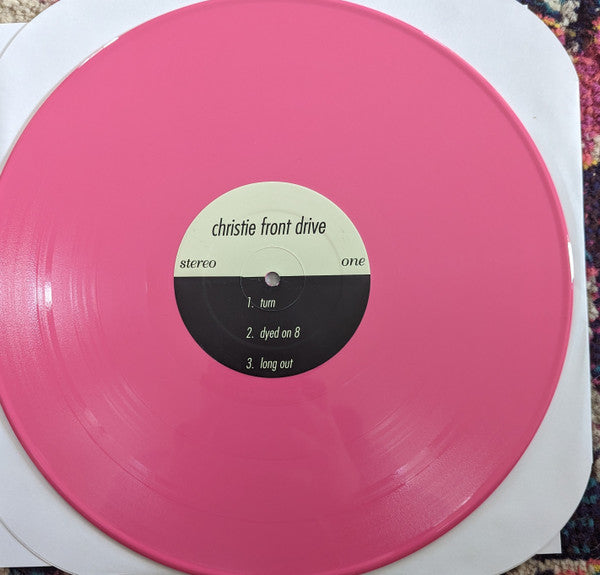 christie front drive
stereo one
1. turn
2. dyed on 8
3. long out